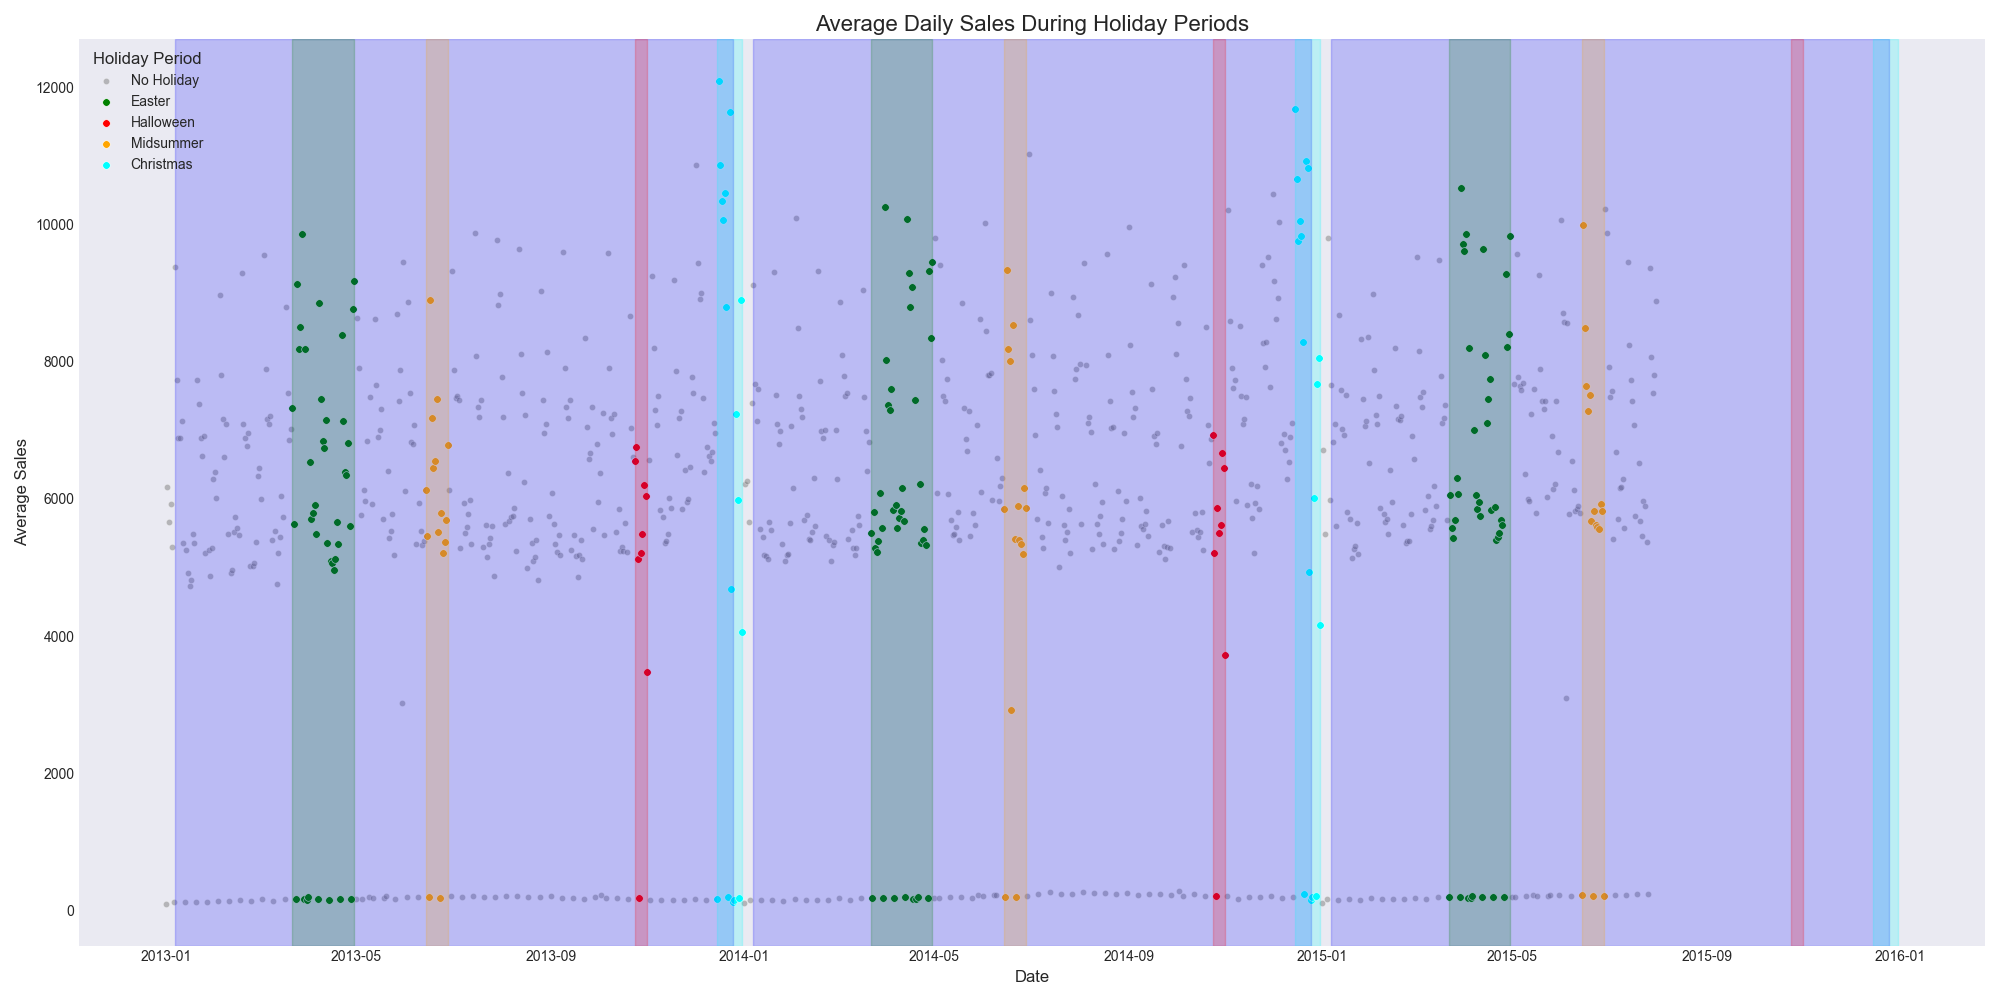 Average Daily Sales During Holiday Periods
Holiday Period
No Holiday
Easter
Halloween
Midsummer
Christmas
12000
10000
8000
6000
4000
2000
0
Average Sales
2013-01
2013-05
2013-09
2014-01
2014-05
2014-09
2015-01
2015-05
2015-09
2016-01
Date